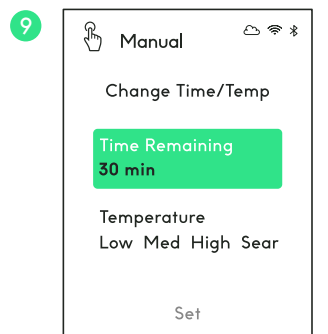 9
Manual
Change Time/Temp
Time Remaining
30 min
Temperature
Low Med High Sear
Set